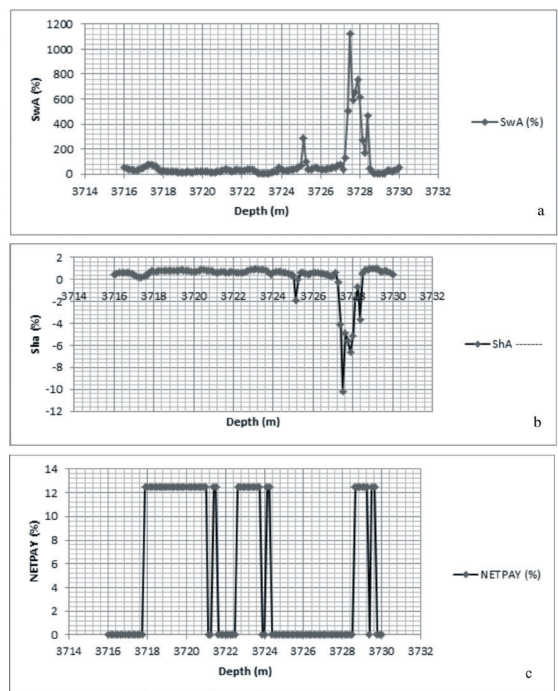 1200
1000
800
600
400
200
0
SwA (%)
3714 3716 3718 3720 3722 3724 3726 3728 3730 3732
Depth (m)
SwA (%)
a
2
0
-2
-4
-6
-8
-10
-12
Sha (%)
3714 3716 3718 3720 3722 3724 3726 3728 3730 3732
Depth (m)
ShA --------
b
14
12
10
8
6
4
2
0
NETPAY (%)
3714 3716 3718 3720 3722 3724 3726 3728 3730 3732
Depth (m)
NETPAY (%)
c